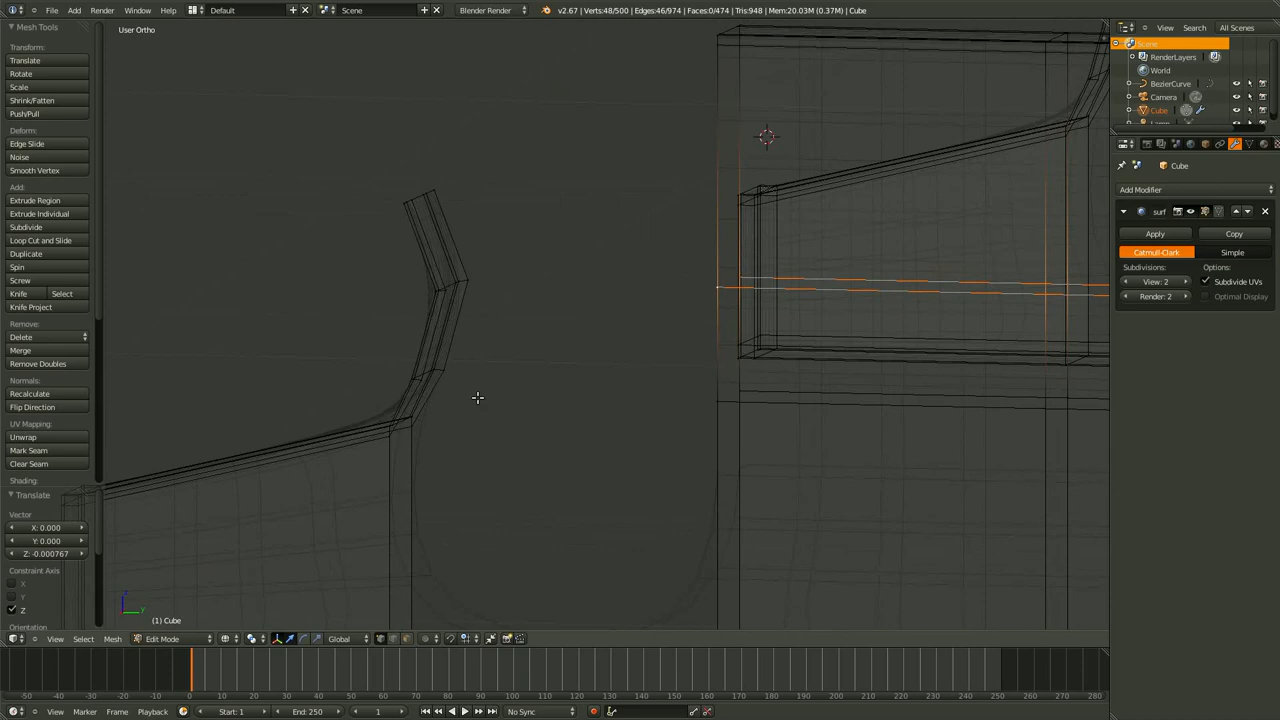 File Add Render Window Help Default Scene Blender Render v2.67 | Verts:48/500 | Edges:46/974 | Faces:0/474 | Tris:948 | Mem:20.03M (0.37M) | Cube
View Search All Scenes
Mesh Tools
User Ortho
Transform:
Translate
Rotate
Scale
Shrink/Fatten
Push/Pull
Deform:
Edge Slide
Noise
Smooth Vertex
Add:
Extrude Region
Extrude Individual
Subdivide
Loop Cut and Slide
Duplicate
Spin
Screw
Knife Select
Knife Project
Remove:
Delete
Merge
Remove Doubles
Normals:
Recalculate
Flip Direction
UV Mapping:
Unwrap
Mark Seam
Clear Seam
Shading:
Translate
Vector
X: 0.000
Y: 0.000
Z: -0.000767
Constraint Axis
X
Y
Z
Orientation
z
y
(1) Cube
Scene
RenderLayers
World
BezierCurve
Camera
Cube
Cube
Add Modifier
surf
Apply Copy
Catmull-Clark Simple
Subdivisions: Options:
View: 2 Subdivide UVs
Render: 2 Optimal Display
View Select Mesh Edit Mode Global
-50 -40 -30 -20 -10 0 10 20 30 40 50 60 70 80 90 100 110 120 130 140 150 160 170 180 190 200 210 220 230 240 250 260 270 280
View Marker Frame Playback Start: 1 End: 250 1 No Sync